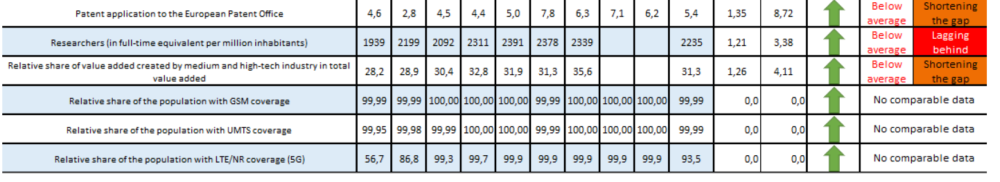 Patent application to the European Patent Office 4,6 2,8 4,5 4,4 5,0 7,8 6,3 7,1 6,2 5,4 1,35 8,72 Below average Shortening the gap
Researchers (in full-time equivalent per million inhabitants) 1939 2199 2092 2311 2391 2378 2339 2235 1,21 3,38 Below average Lagging behind
Relative share of value added created by medium and high-tech industry in total value added 28,2 28,9 30,4 32,8 31,9 31,3 35,6 31,3 1,26 4,11 Below average Shortening the gap
Relative share of the population with GSM coverage 99,99 99,99 100,00 100,00 100,00 99,99 100,00 100,00 100,00 99,99 0,0 0,0 No comparable data
Relative share of the population with UMTS coverage 99,95 99,98 99,99 100,00 100,00 99,99 100,00 100,00 100,00 99,99 0,0 0,0 No comparable data
Relative share of the population with LTE/NR coverage (5G) 56,7 86,8 99,3 99,7 99,9 99,9 99,9 99,9 99,9 93,5 0,0 0,0 No comparable data